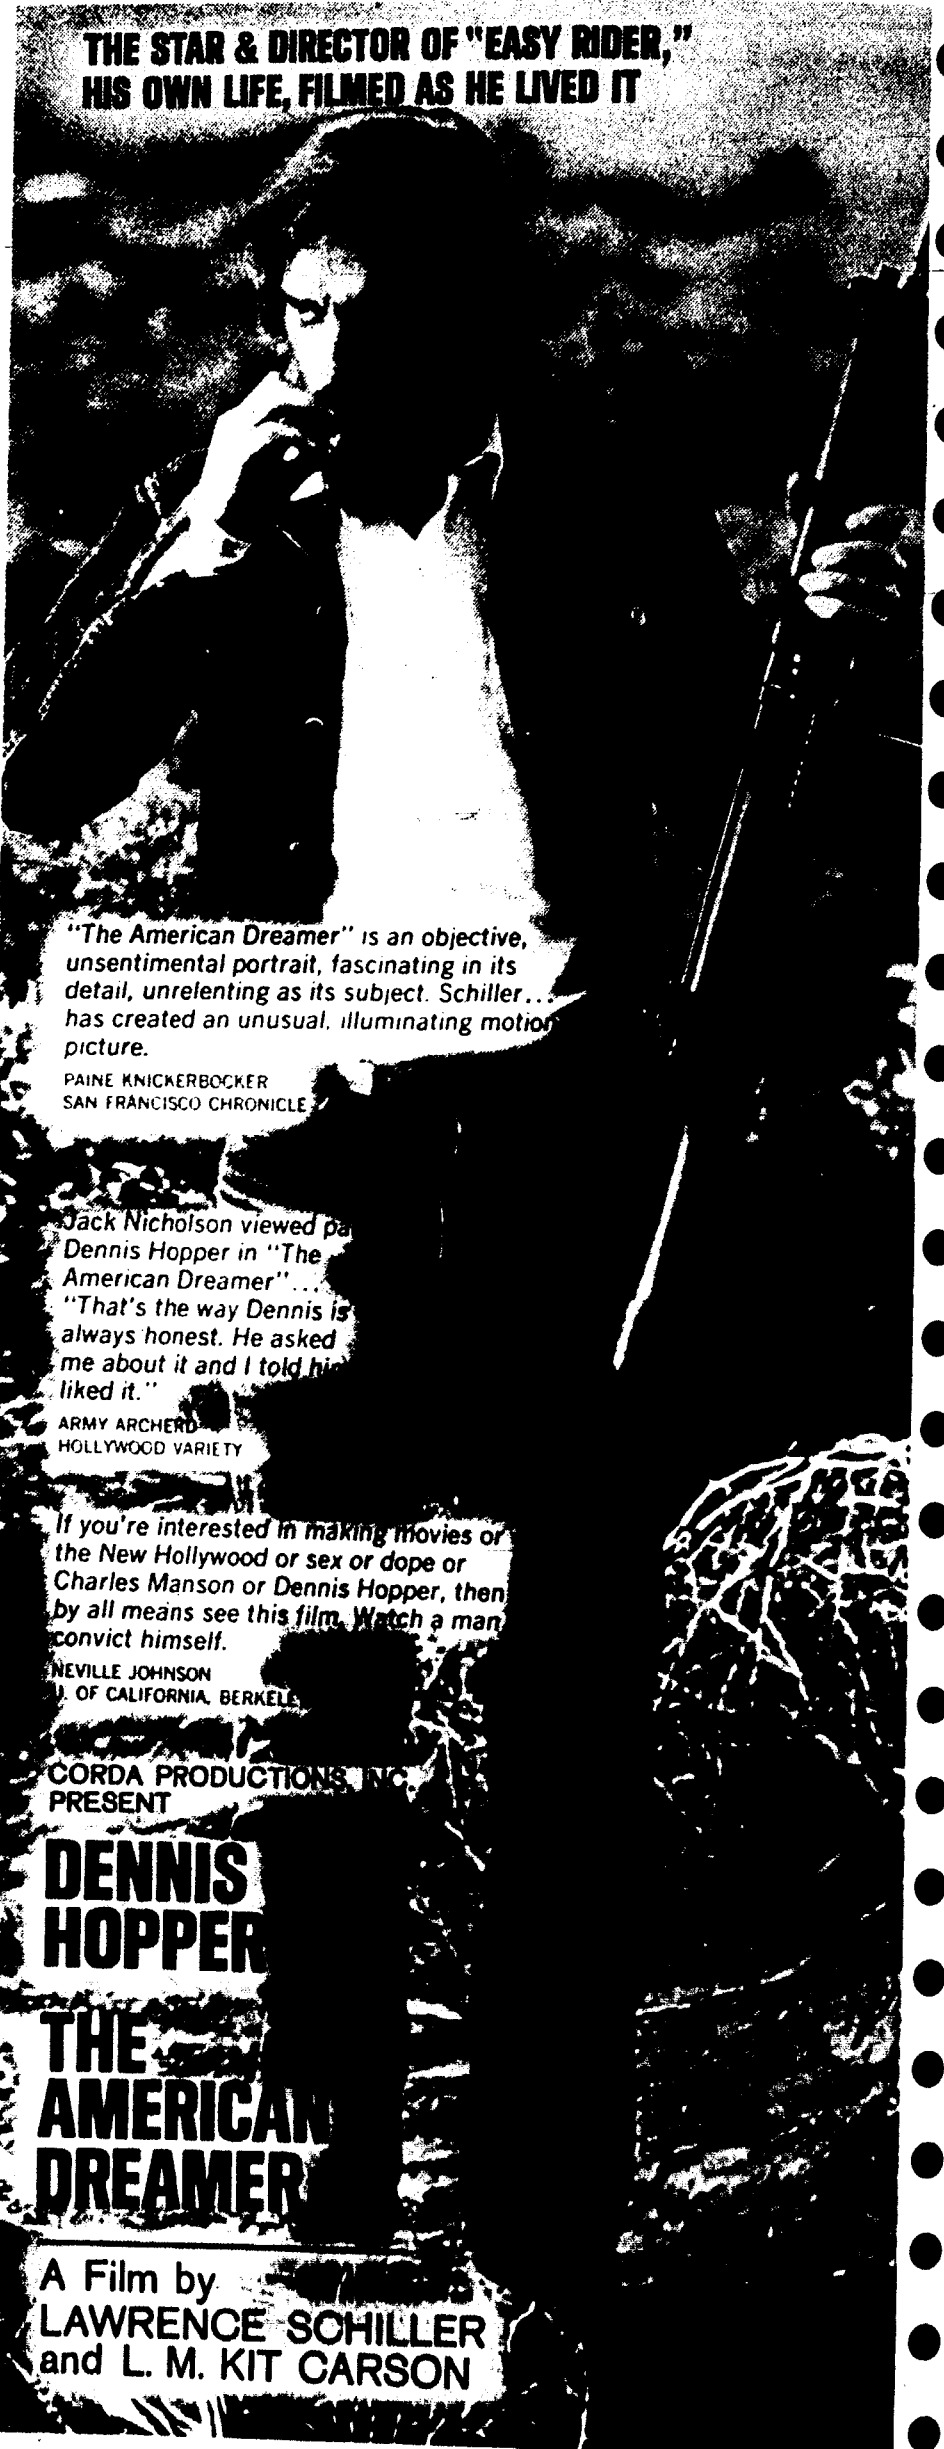 THE STAR & DIRECTOR OF "EASY RIDER,"
HIS OWN LIFE, FILMED AS HE LIVED IT
"The American Dreamer" is an objective,
unsentimental portrait, fascinating in its
detail, unrelenting as its subject. Schiller...
has created an unusual, illuminating motion
picture.
PAINE KNICKERBOCKER
SAN FRANCISCO CHRONICLE
Jack Nicholson viewed pa
Dennis Hopper in "The
American Dreamer"...
"That's the way Dennis is
always honest. He asked
me about it and I told hi
liked it."
ARMY ARCHERD
HOLLYWOOD VARIETY
If you're interested in making movies or
the New Hollywood or sex or dope or
Charles Manson or Dennis Hopper, then
by all means see this film. Watch a man
convict himself.
NEVILLE JOHNSON
U. OF CALIFORNIA, BERKELE
CORDA PRODUCTIONS, INC.
PRESENT
DENNIS
HOPPER
THE
AMERICAN
DREAMER
A Film by
LAWRENCE SCHILLER
and L. M. KIT CARSON